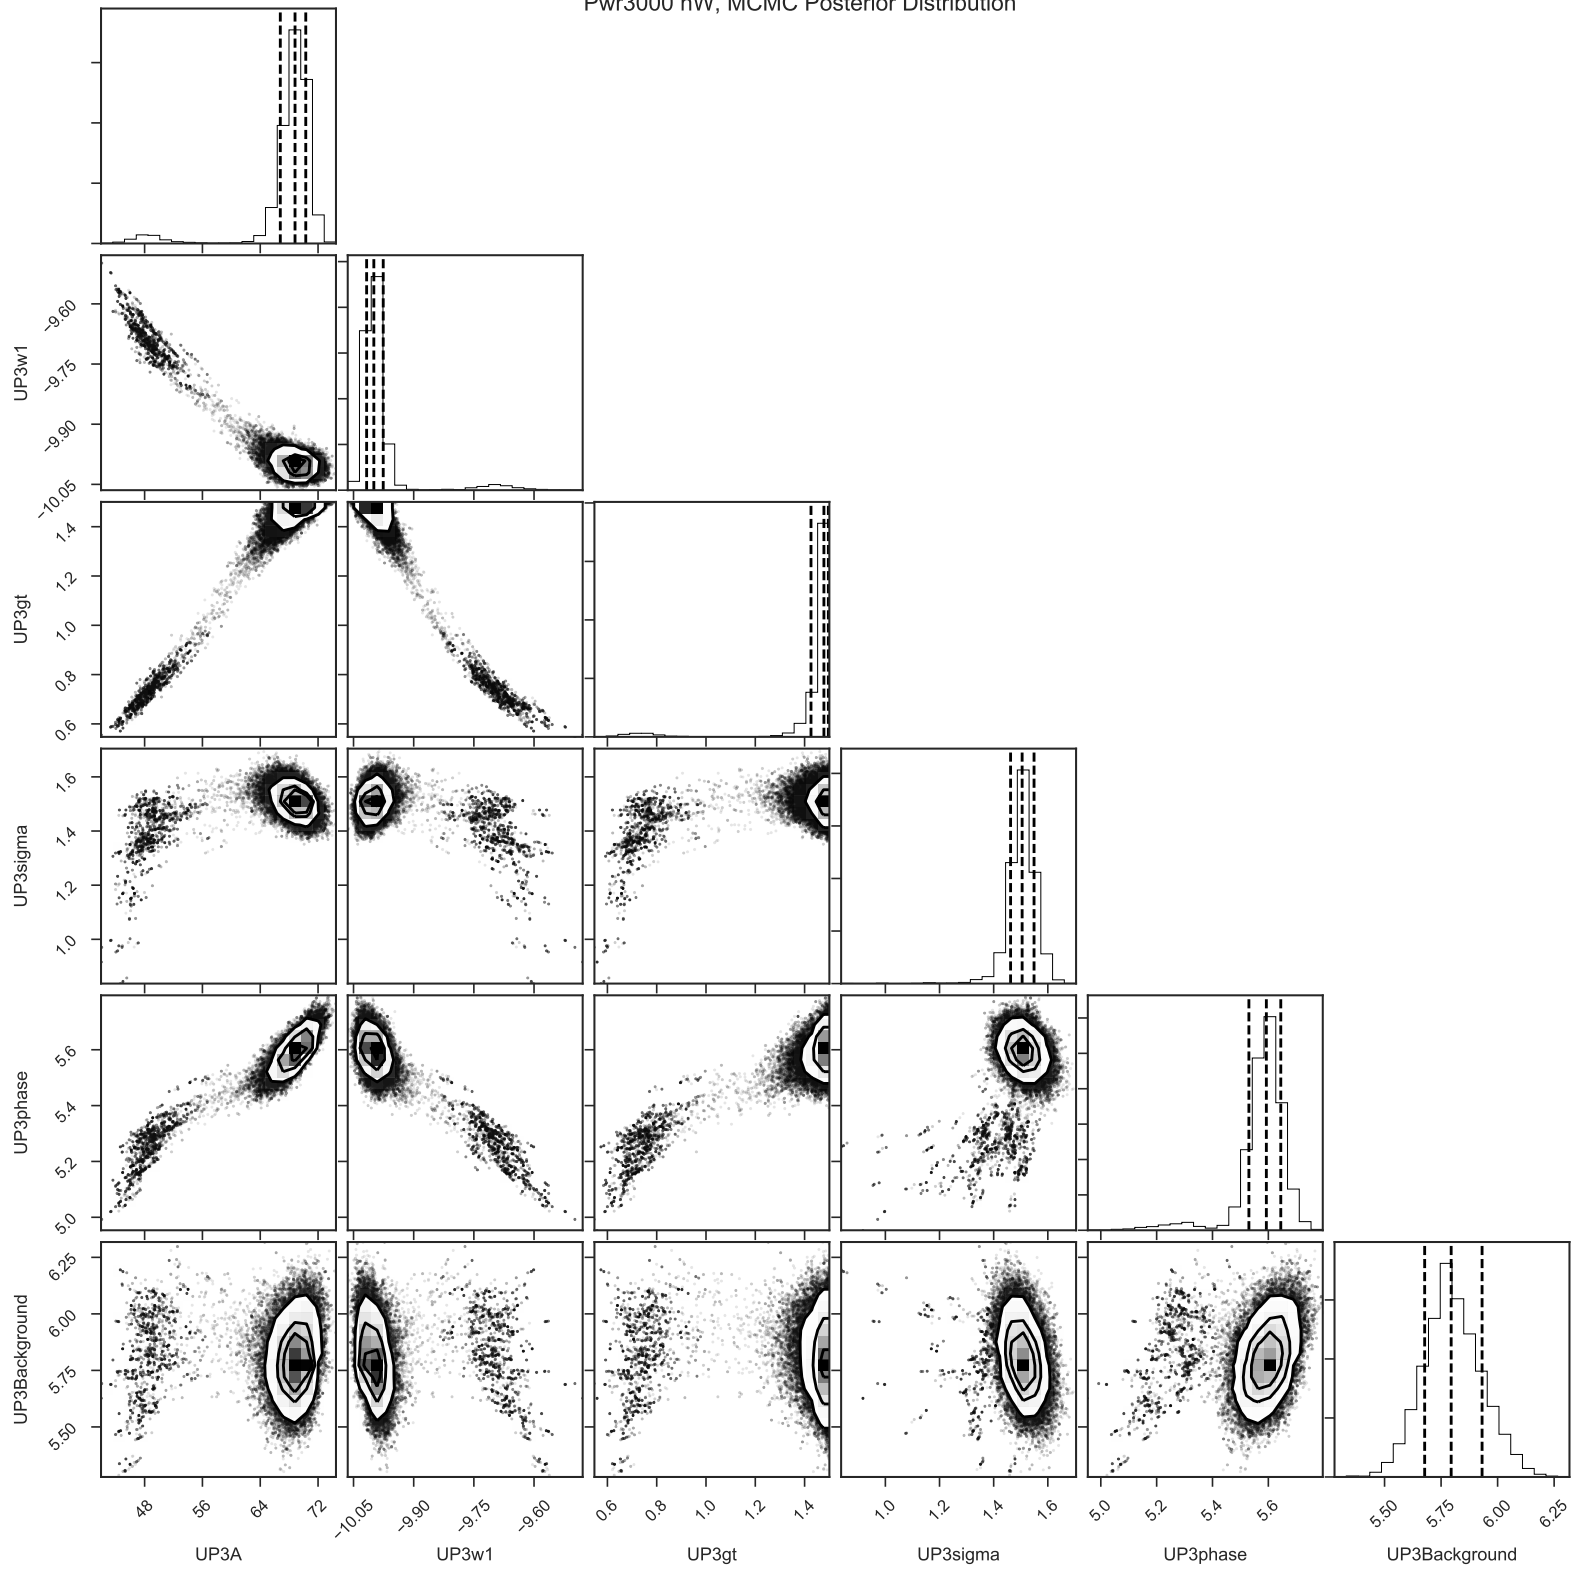 Pwr3000 nW, MCMC Posterior Distribution
UP3w1
−9.60
−9.75
−9.90
−10.05
UP3gt
1.4
1.2
1.0
0.8
0.6
UP3sigma
1.6
1.4
1.2
1.0
UP3phase
5.6
5.4
5.2
5.0
UP3Background
6.25
6.00
5.75
5.50
48 56 64 72 −10.05 −9.90 −9.75 −9.60 0.6 0.8 1.0 1.2 1.4 1.0 1.2 1.4 1.6 5.0 5.2 5.4 5.6 5.50 5.75 6.00 6.25
UP3A UP3w1 UP3gt UP3sigma UP3phase UP3Background